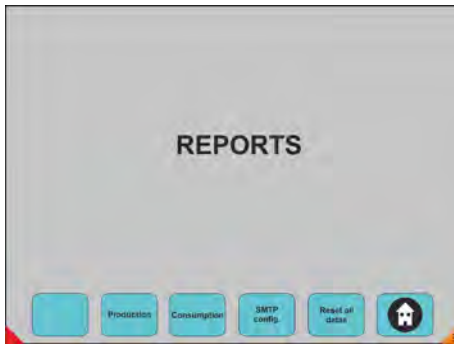 REPORTS
Production
Consumption
SMTP
config.
Reset all
datas